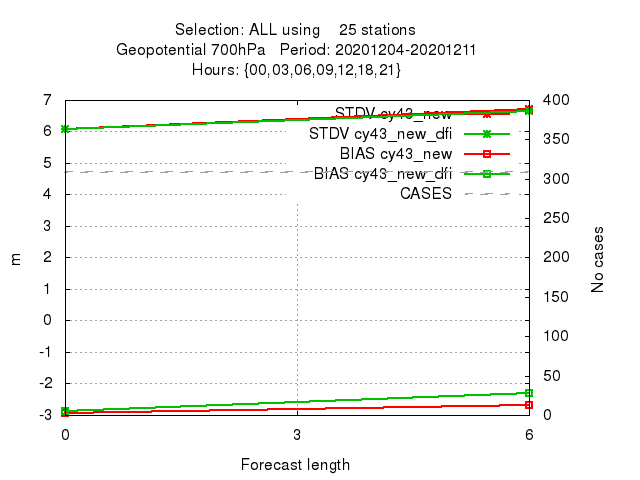 Selection: ALL using 25 stations
Geopotential 700hPa Period: 20201204-20201211
Hours: {00,03,06,09,12,18,21}
7 400
STDV cy43_new
6 350
STDV cy43_new_dfi
BIAS cy43_new
5 300
BIAS cy43_new_dfi
CASES
4
250
3
2 200
m No cases
1 150
0
100
-1
-2 50
-3 0
0 3 6
Forecast length